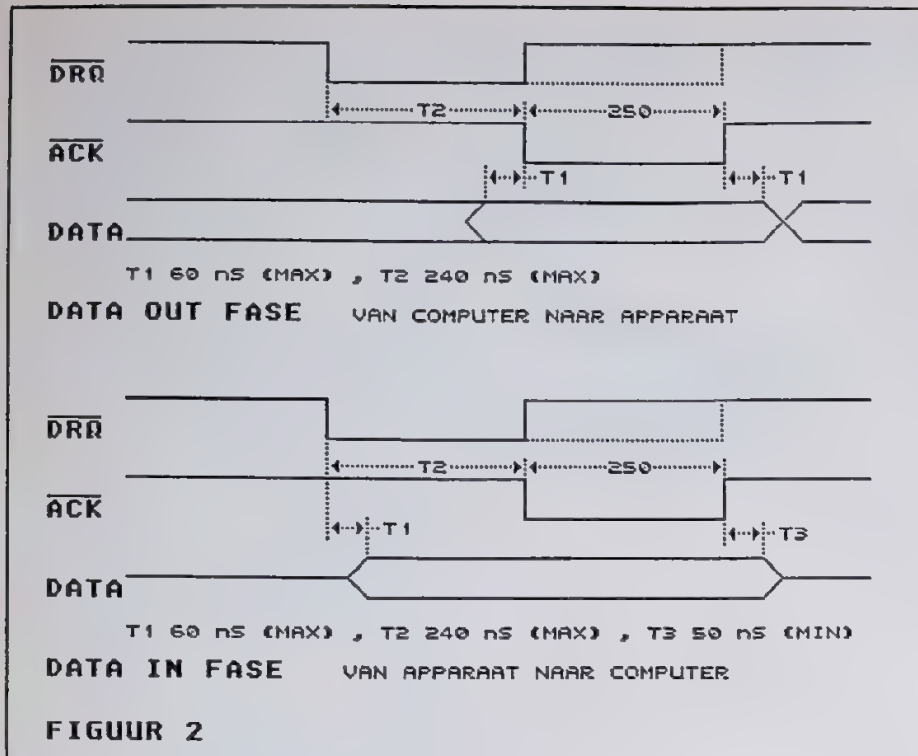 DRQ
T2 250
ACK
T1 T1
DATA
T1 60 nS (MAX) , T2 240 nS (MAX)
DATA OUT FASE VAN COMPUTER NAAR APPARAAT
DRQ
T2 250
ACK
T1 T3
DATA
T1 60 nS (MAX) , T2 240 nS (MAX) , T3 50 nS (MIN)
DATA IN FASE VAN APPARAAT NAAR COMPUTER
FIGUUR 2